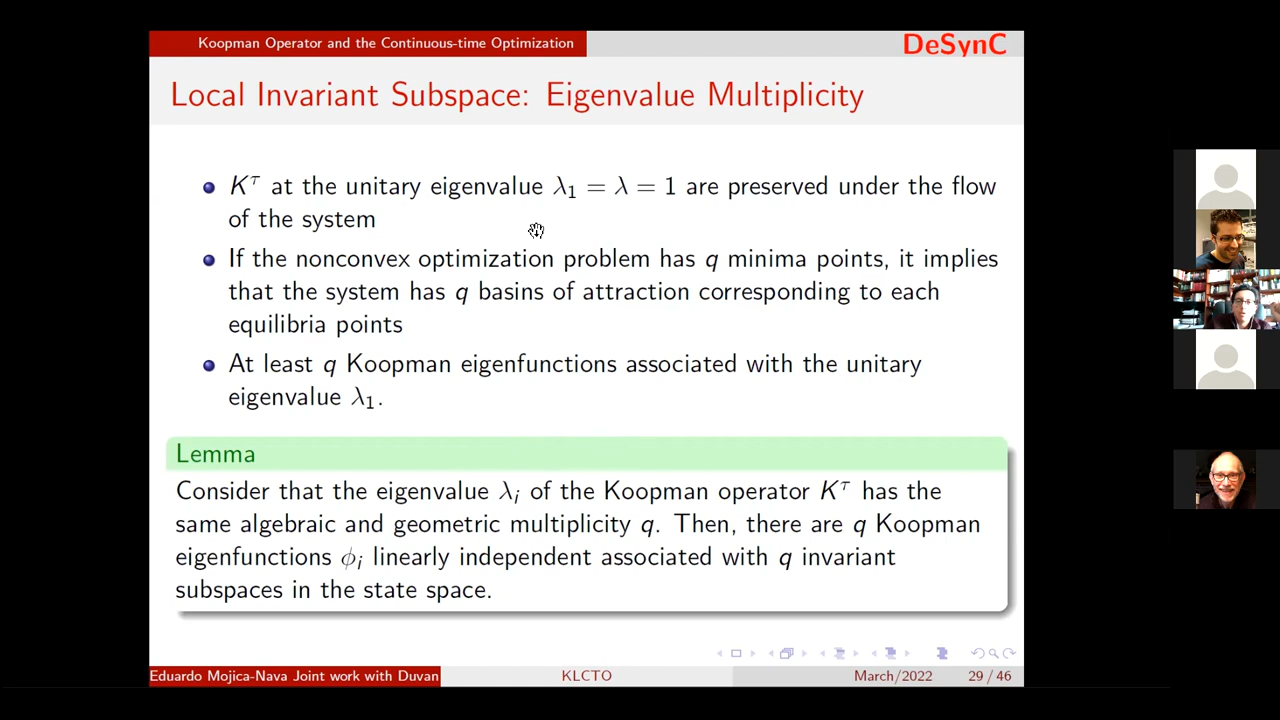 Koopman Operator and the Continuous-time Optimization
DeSynC
Local Invariant Subspace: Eigenvalue Multiplicity
K^τ at the unitary eigenvalue λ₁ = λ = 1 are preserved under the flow
of the system
If the nonconvex optimization problem has q minima points, it implies
that the system has q basins of attraction corresponding to each
equilibria points
At least q Koopman eigenfunctions associated with the unitary
eigenvalue λ₁.
Lemma
Consider that the eigenvalue λᵢ of the Koopman operator K^τ has the
same algebraic and geometric multiplicity q. Then, there are q Koopman
eigenfunctions ϕᵢ linearly independent associated with q invariant
subspaces in the state space.
Eduardo Mojica-Nava Joint work with Duvan
KLCTO
March/2022
29 / 46